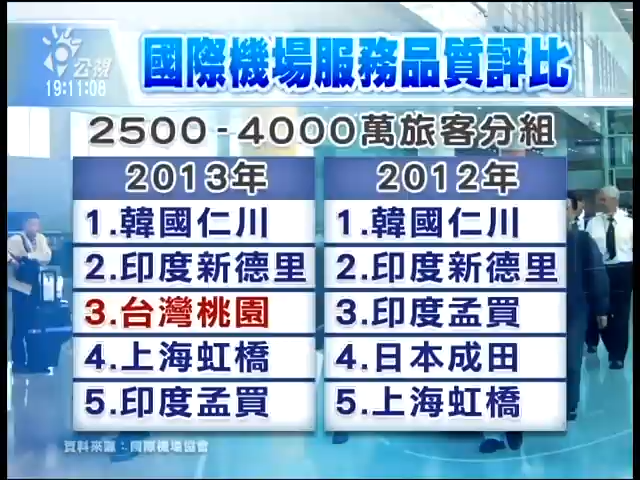 公視
19:11:08
國際機場服務品質評比
2500-4000萬旅客分組
2013年
1.韓國仁川
2.印度新德里
3.台灣桃園
4.上海虹橋
5.印度孟買
2012年
1.韓國仁川
2.印度新德里
3.印度孟買
4.日本成田
5.上海虹橋
資料來源：國際機場協會